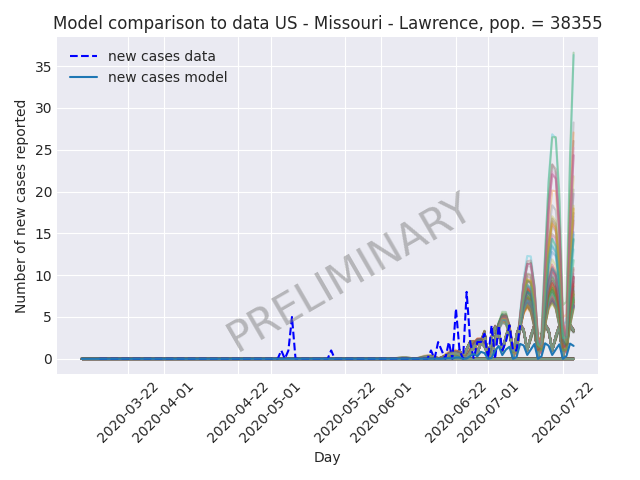 Model comparison to data US - Missouri - Lawrence, pop. = 38355
new cases data
new cases model
PRELIMINARY
Number of new cases reported
35
30
25
20
15
10
5
0
2020-03-22
2020-04-01
2020-04-22
2020-05-01
2020-05-22
2020-06-01
2020-06-22
2020-07-01
2020-07-22
Day